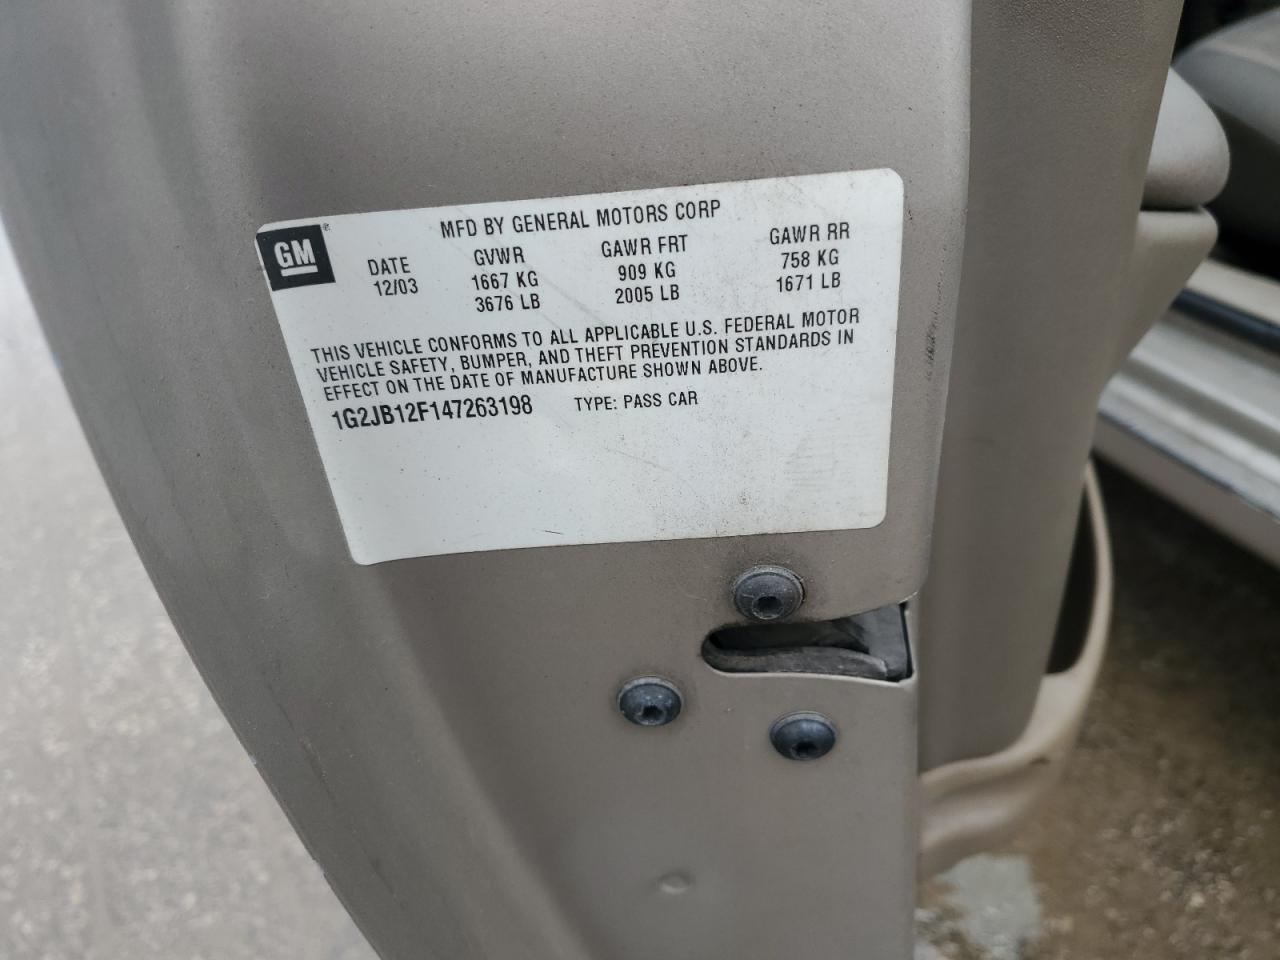 GM®
MFD BY GENERAL MOTORS CORP
DATE GVWR GAWR FRT GAWR RR
12/03 1667 KG 909 KG 758 KG
3676 LB 2005 LB 1671 LB
THIS VEHICLE CONFORMS TO ALL APPLICABLE U.S. FEDERAL MOTOR
VEHICLE SAFETY, BUMPER, AND THEFT PREVENTION STANDARDS IN
EFFECT ON THE DATE OF MANUFACTURE SHOWN ABOVE.
1G2JB12F147263198 TYPE: PASS CAR